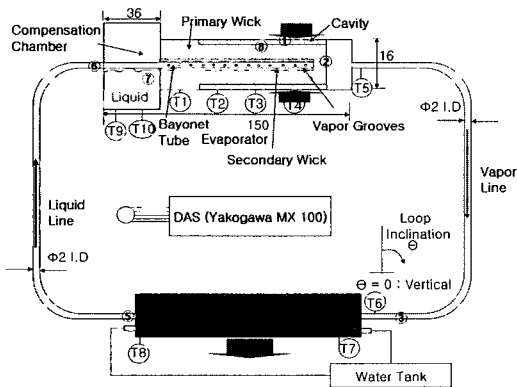 36
Compensation
Chamber
Primary Wick
Cavity
①
⑧
②
16
⑥
⑦
Liquid
T1
T2
T3
T4
T5
Bayonet
Tube
150
Vapor Grooves
T9
T10
Evaporator
Secondary Wick
Φ2 I.D
Vapor
Line
Liquid
Line
DAS (Yakogawa MX 100)
Loop
Inclination
Θ
Φ2 I.D
Θ = 0 : Vertical
T6
⑤
③
T8
T7
Water Tank